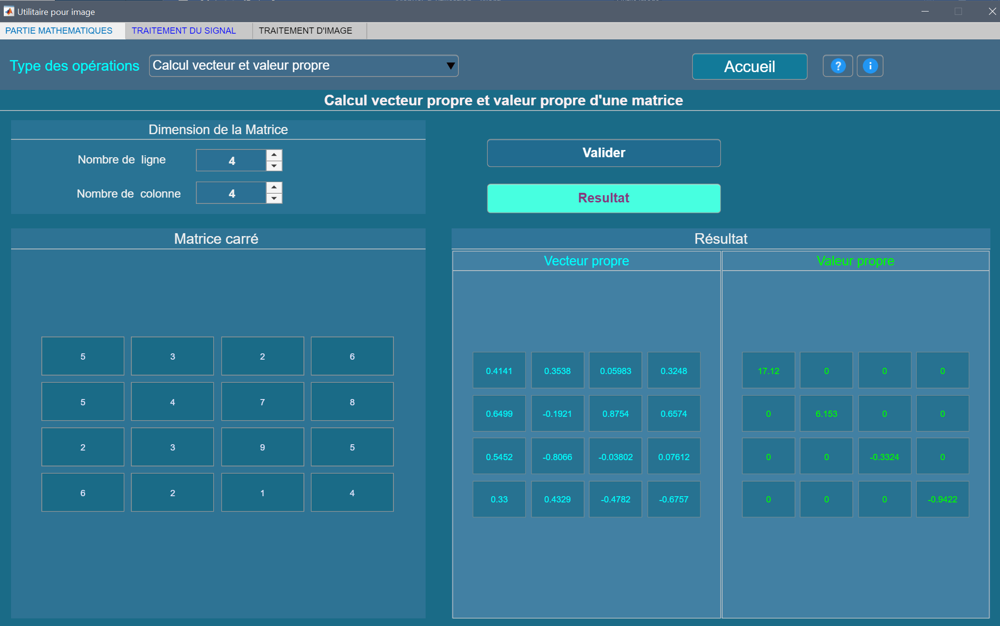 Utilitaire pour image
PARTIE MATHEMATIQUES TRAITEMENT DU SIGNAL TRAITEMENT D'IMAGE
Type des opérations Calcul vecteur et valeur propre Accueil ? i
Calcul vecteur propre et valeur propre d'une matrice
Dimension de la Matrice
Nombre de ligne 4
Nombre de colonne 4
Valider
Resultat
Matrice carré
5 3 2 6
5 4 7 8
2 3 9 5
6 2 1 4
Résultat
Vecteur propre
0.4141 0.3538 0.05983 0.3248
0.6499 -0.1921 0.8754 0.6574
0.5452 -0.8066 -0.03802 0.07612
0.33 0.4329 -0.4782 -0.6757
Valeur propre
17.12 0 0 0
0 6.153 0 0
0 0 -0.3324 0
0 0 0 -0.9422